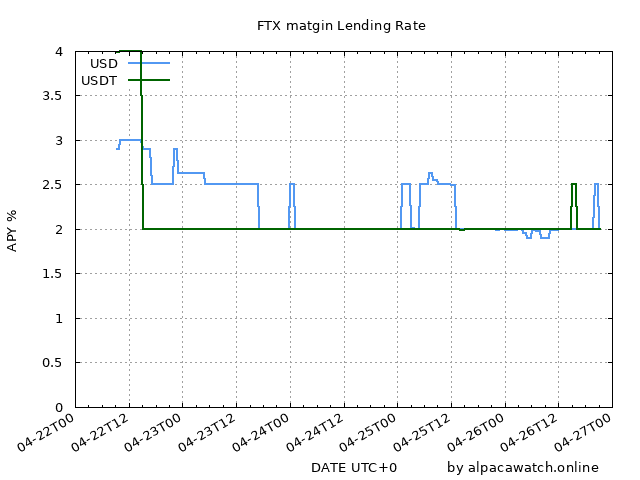 FTX matgin Lending Rate
USD
USDT
4
3.5
3
2.5
2
1.5
1
0.5
0
APY %
04-22T00
04-22T12
04-23T00
04-23T12
04-24T00
04-24T12
04-25T00
04-25T12
04-26T00
04-26T12
04-27T00
DATE UTC+0
by alpacawatch.online